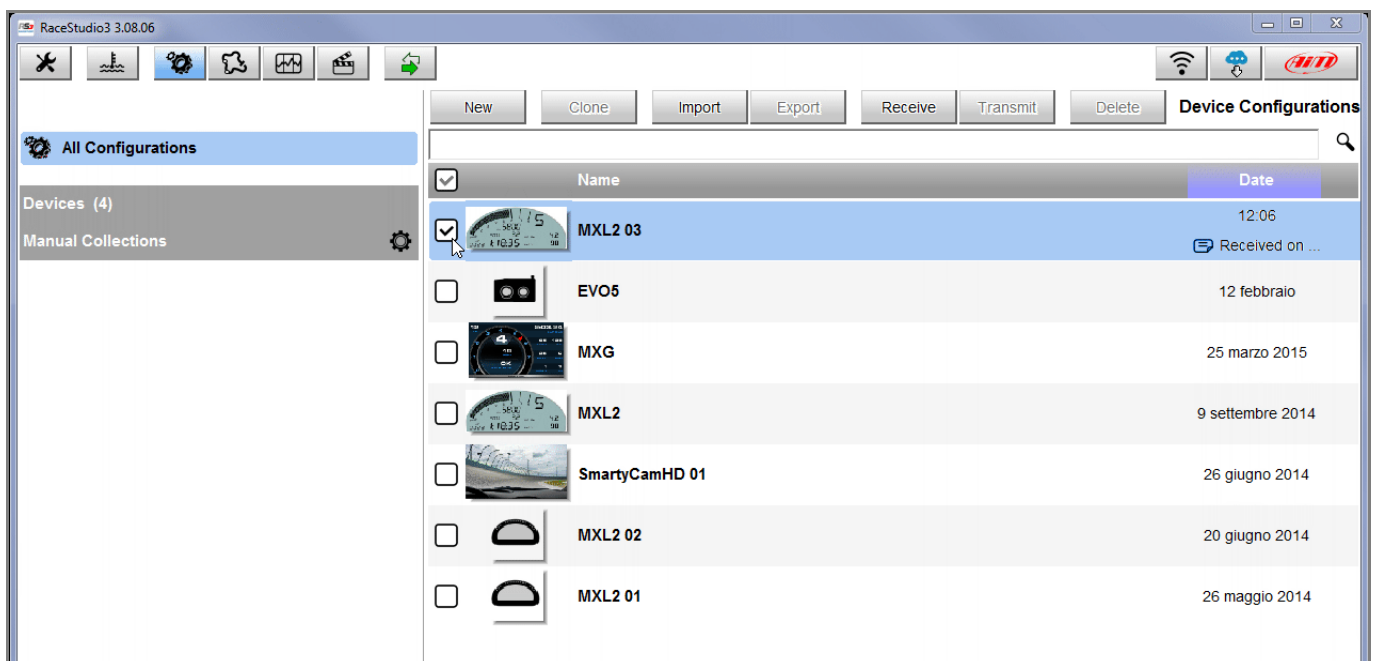 RaceStudio3 3.08.06
AiM
New Clone Import Export Receive Transmit Delete Device Configurations
All Configurations
Name Date
Devices (4)
Manual Collections
MXL2 03 12:06
Received on ...
EVO5 12 febbraio
MXG 25 marzo 2015
MXL2 9 settembre 2014
SmartyCamHD 01 26 giugno 2014
MXL2 02 20 giugno 2014
MXL2 01 26 maggio 2014